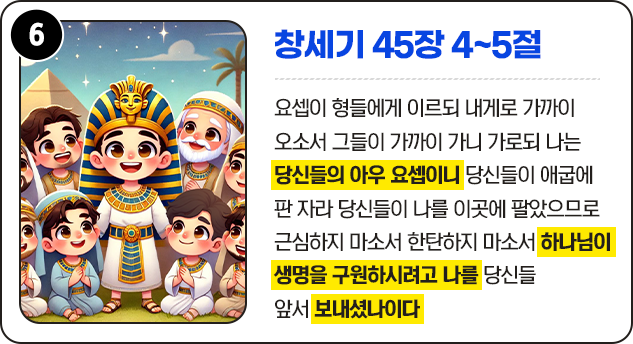 6
창세기 45장 4~5절
요셉이 형들에게 이르되 내게로 가까이
오소서 그들이 가까이 가니 가로되 나는
당신들의 아우 요셉이니 당신들이 애굽에
판 자라 당신들이 나를 이곳에 팔았으므로
근심하지 마소서 한탄하지 마소서 하나님이
생명을 구원하시려고 나를 당신들
앞서 보내셨나이다